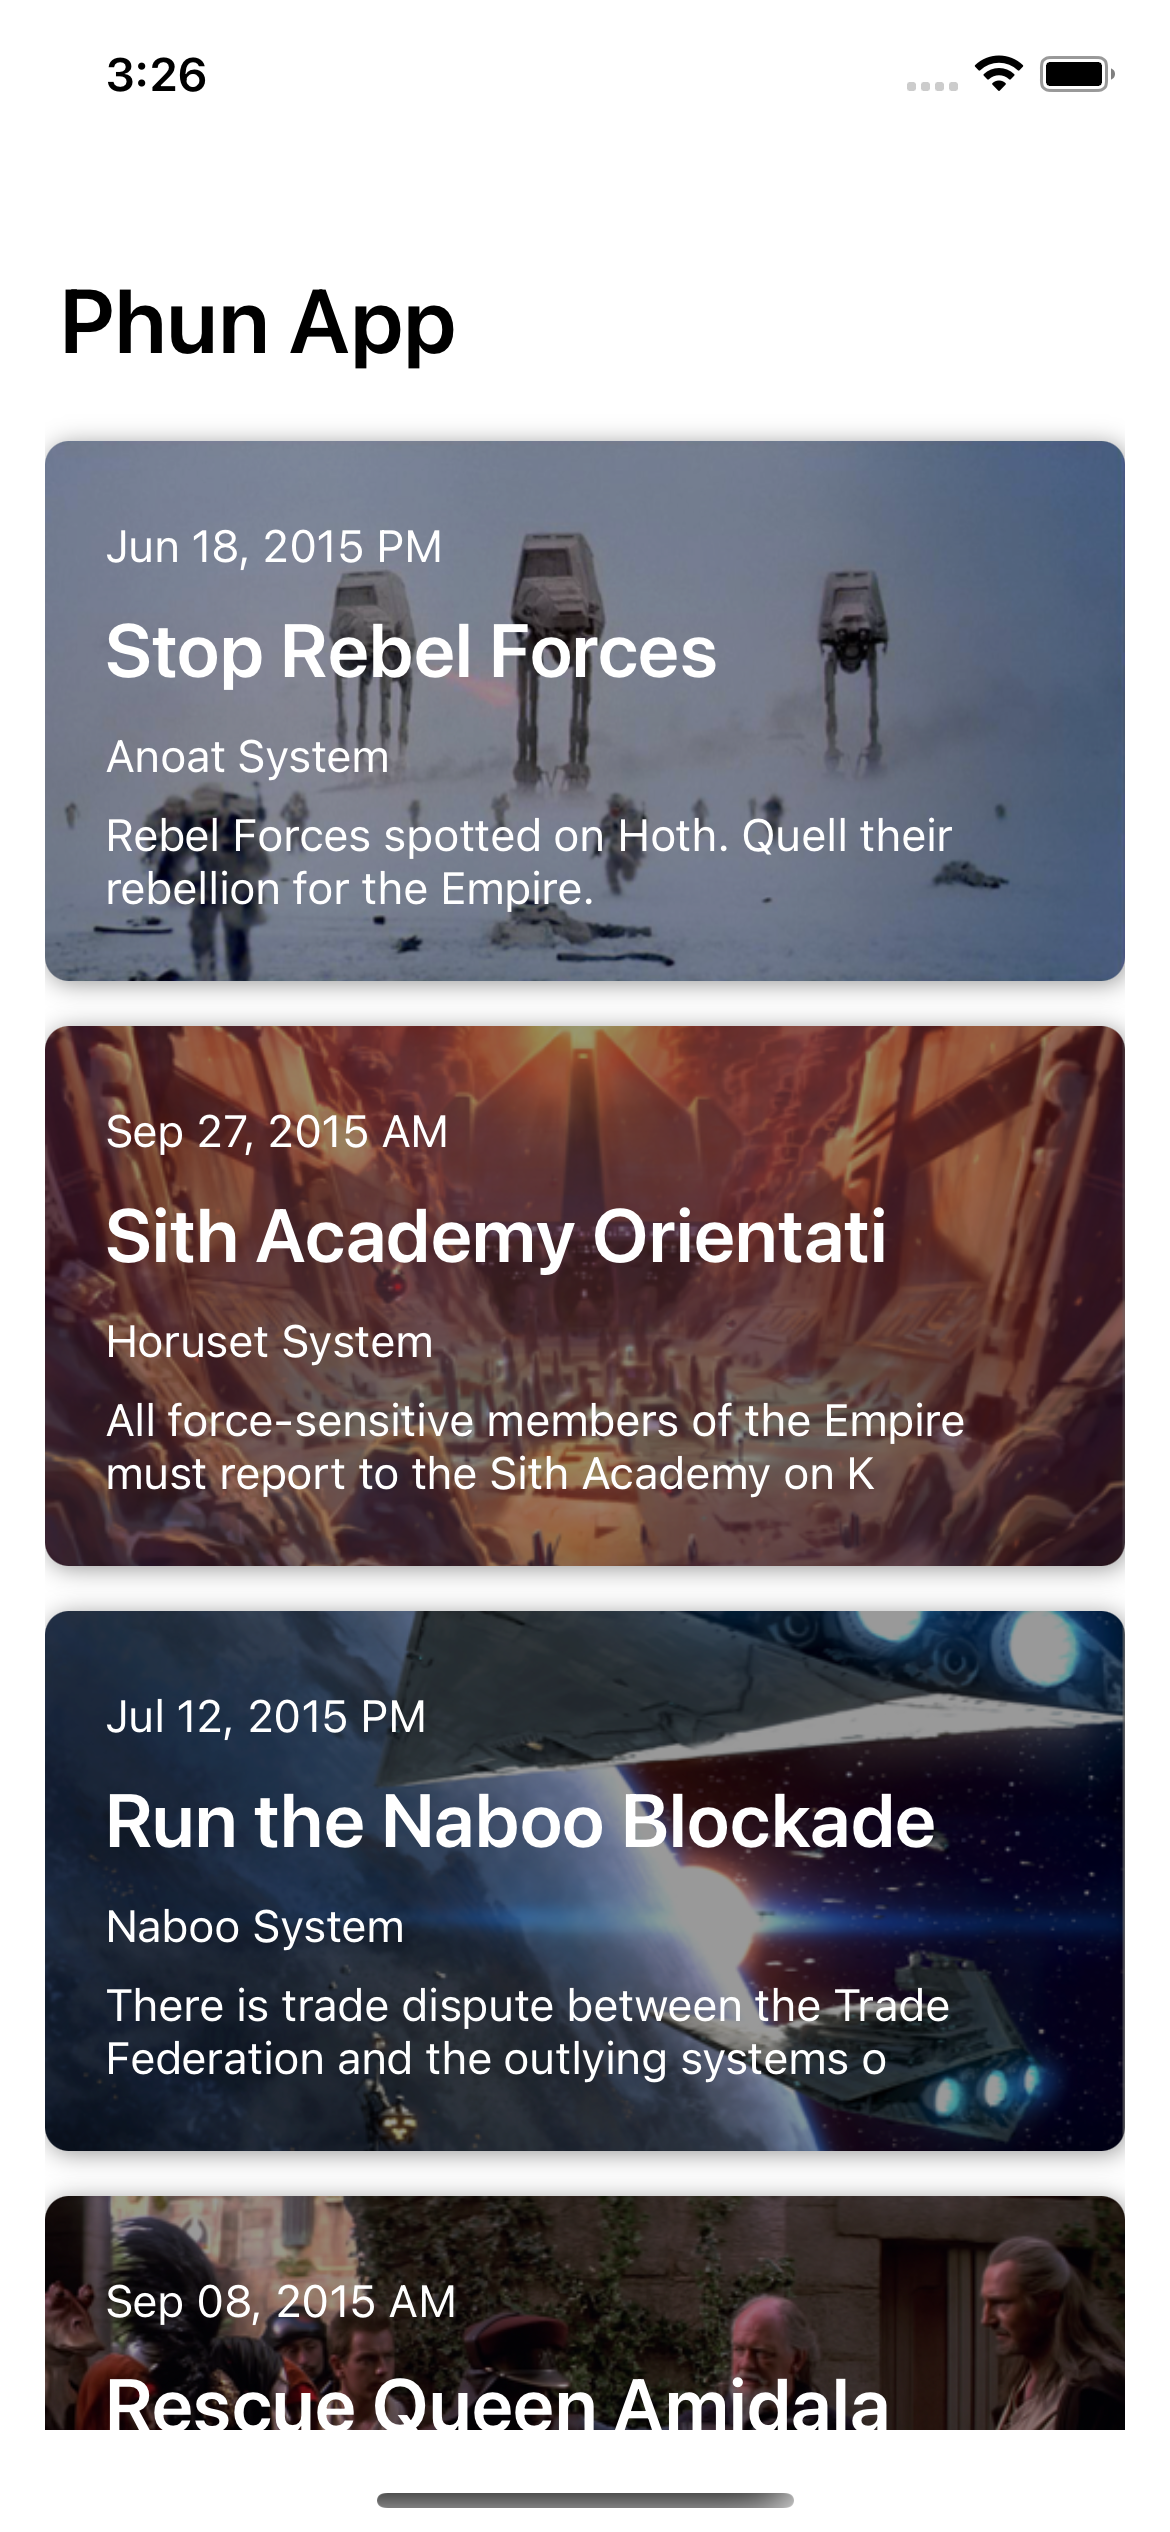 3:26
Phun App
Jun 18, 2015 PM
Stop Rebel Forces
Anoat System
Rebel Forces spotted on Hoth. Quell their
rebellion for the Empire.
Sep 27, 2015 AM
Sith Academy Orientati
Horuset System
All force-sensitive members of the Empire
must report to the Sith Academy on K
Jul 12, 2015 PM
Run the Naboo Blockade
Naboo System
There is trade dispute between the Trade
Federation and the outlying systems o
Sep 08, 2015 AM
Rescue Queen Amidala